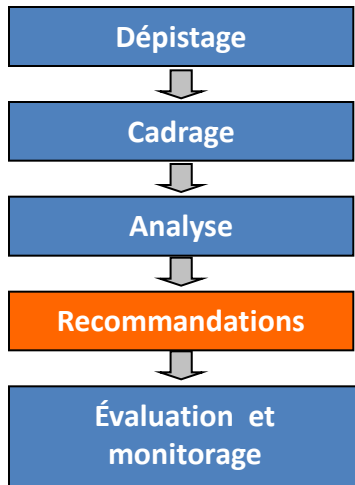 Dépistage
Cadrage
Analyse
Recommandations
Évaluation et
monitorage